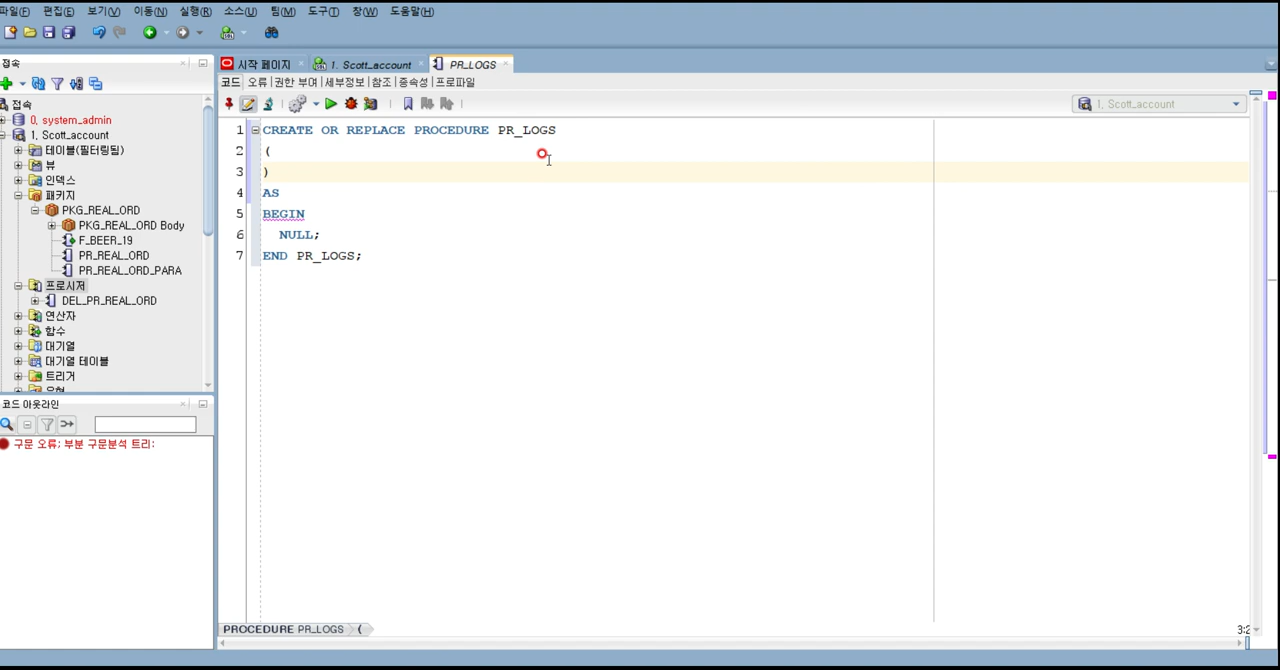 파일(F) 편집(E) 보기(V) 이동(N) 실행(R) 소스(U) 팀(M) 도구(T) 창(W) 도움말(H)
접속
접속
0. system_admin
1. Scott_account
테이블(필터링됨)
뷰
인덱스
패키지
PKG_REAL_ORD
PKG_REAL_ORD Body
F_BEER_19
PR_REAL_ORD
PR_REAL_ORD_PARA
프로시저
DEL_PR_REAL_ORD
연산자
함수
대기열
대기열 테이블
트리거
코드 아웃라인
구문 오류; 부분 구문분석 트리:
시작 페이지 1. Scott_account PR_LOGS
코드 오류 | 권한 부여 | 세부정보 | 참조 | 종속성 | 프로파일
1. Scott_account
1 CREATE OR REPLACE PROCEDURE PR_LOGS
2 (
3 )
4 AS
5 BEGIN
6 NULL;
7 END PR_LOGS;
PROCEDURE PR_LOGS (
3:2